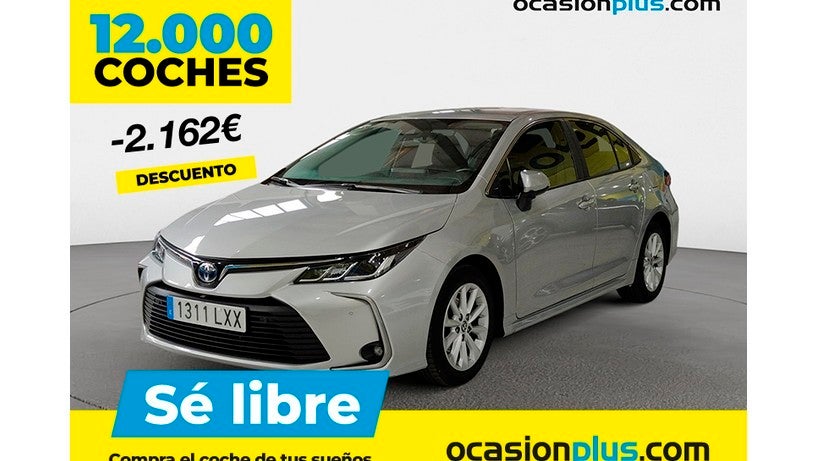 12.000
COCHES
ocasionplus.com
-2.162€
DESCUENTO
1311 LXX
Sé libre
Compra el coche de tus sueños
ocasionplus.com